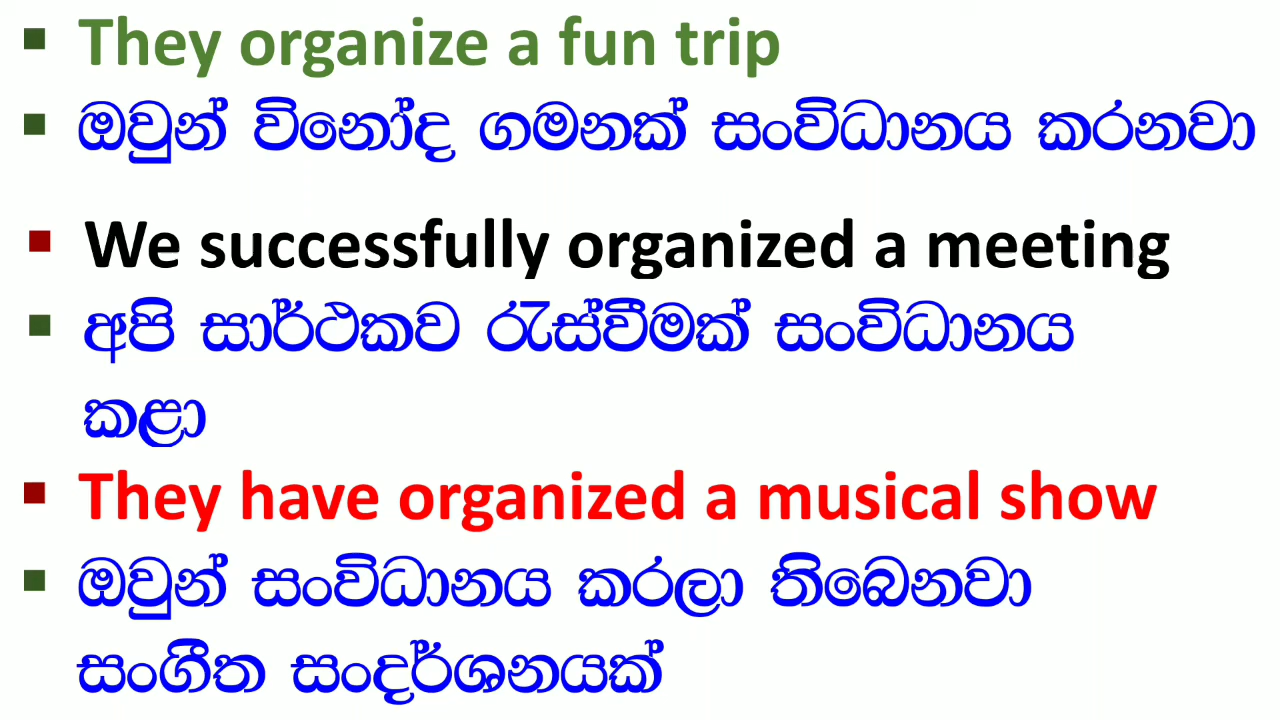 They organize a fun trip
ඔවුන් විනෝද ගමනක් සංවිධානය කරනවා
We successfully organized a meeting
අපි සාර්ථකව රැස්වීමක් සංවිධානය
කළා
They have organized a musical show
ඔවුන් සංවිධානය කරලා තිබෙනවා
සංගීත සංදර්ශනයක්